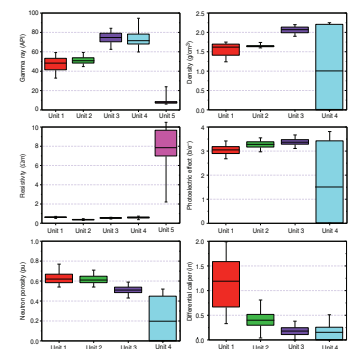 Gamma ray (API)
100
80
60
40
20
0
Unit 1 Unit 2 Unit 3 Unit 4 Unit 5
Density (g/cm³)
2.5
2.0
1.5
1.0
0.5
0.0
Unit 1 Unit 2 Unit 3 Unit 4
Resistivity (Ωm)
10
8
6
4
2
0
Unit 1 Unit 2 Unit 3 Unit 4 Unit 5
Photoelectric effect (b/e⁻)
4
3
2
1
0
Unit 1 Unit 2 Unit 3 Unit 4
Neutron porosity (pu)
1.0
0.8
0.6
0.4
0.2
0.0
Unit 1 Unit 2 Unit 3 Unit 4
Differential caliper (in)
2.0
1.5
1.0
0.5
0.0
Unit 1 Unit 2 Unit 3 Unit 4